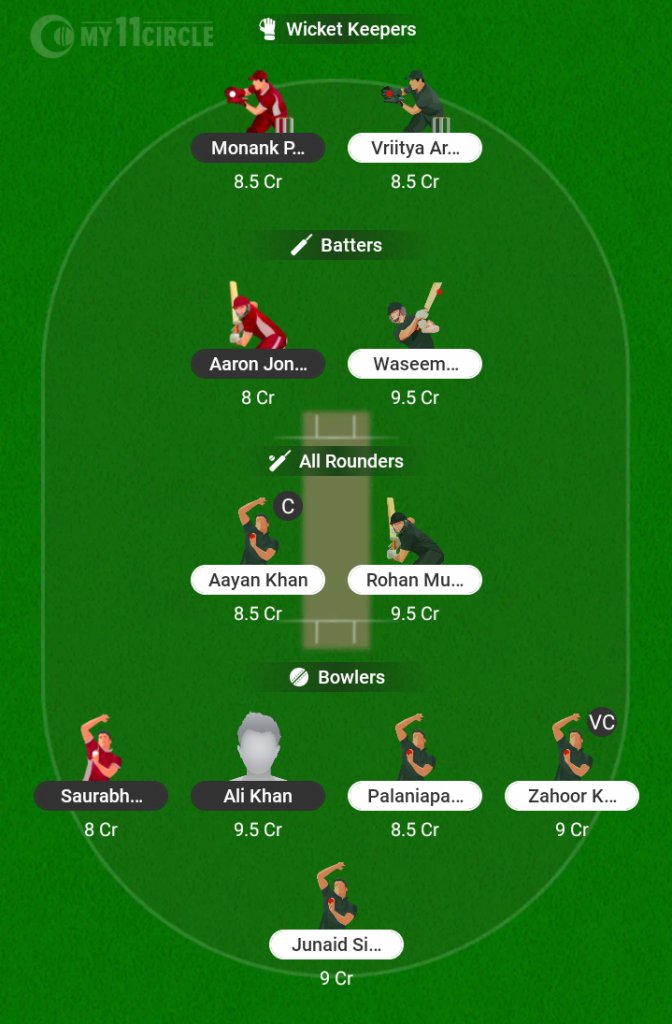 MY11CIRCLE
Wicket Keepers
Monank P...
Vriitya Ar...
8.5 Cr
8.5 Cr
Batters
Aaron Jon...
Waseem...
8 Cr
9.5 Cr
All Rounders
C
Aayan Khan
Rohan Mu...
8.5 Cr
9.5 Cr
Bowlers
VC
Saurabh...
Ali Khan
Palaniapa...
Zahoor K...
8 Cr
9.5 Cr
8.5 Cr
9 Cr
Junaid Si...
9 Cr